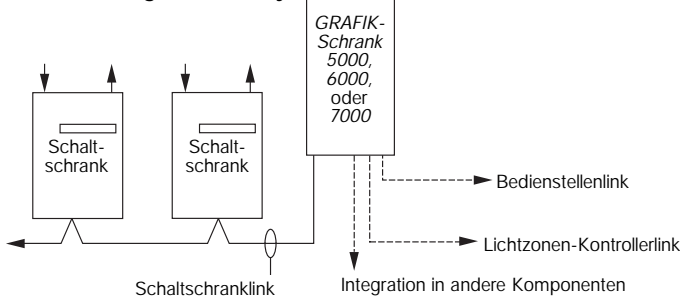 GRAFIK-
Schrank
5000,
6000,
oder
7000
Schalt-
schrank
Schalt-
schrank
Bedienstellenlink
Lichtzonen-Kontrollerlink
Schaltschranklink
Integration in andere Komponenten